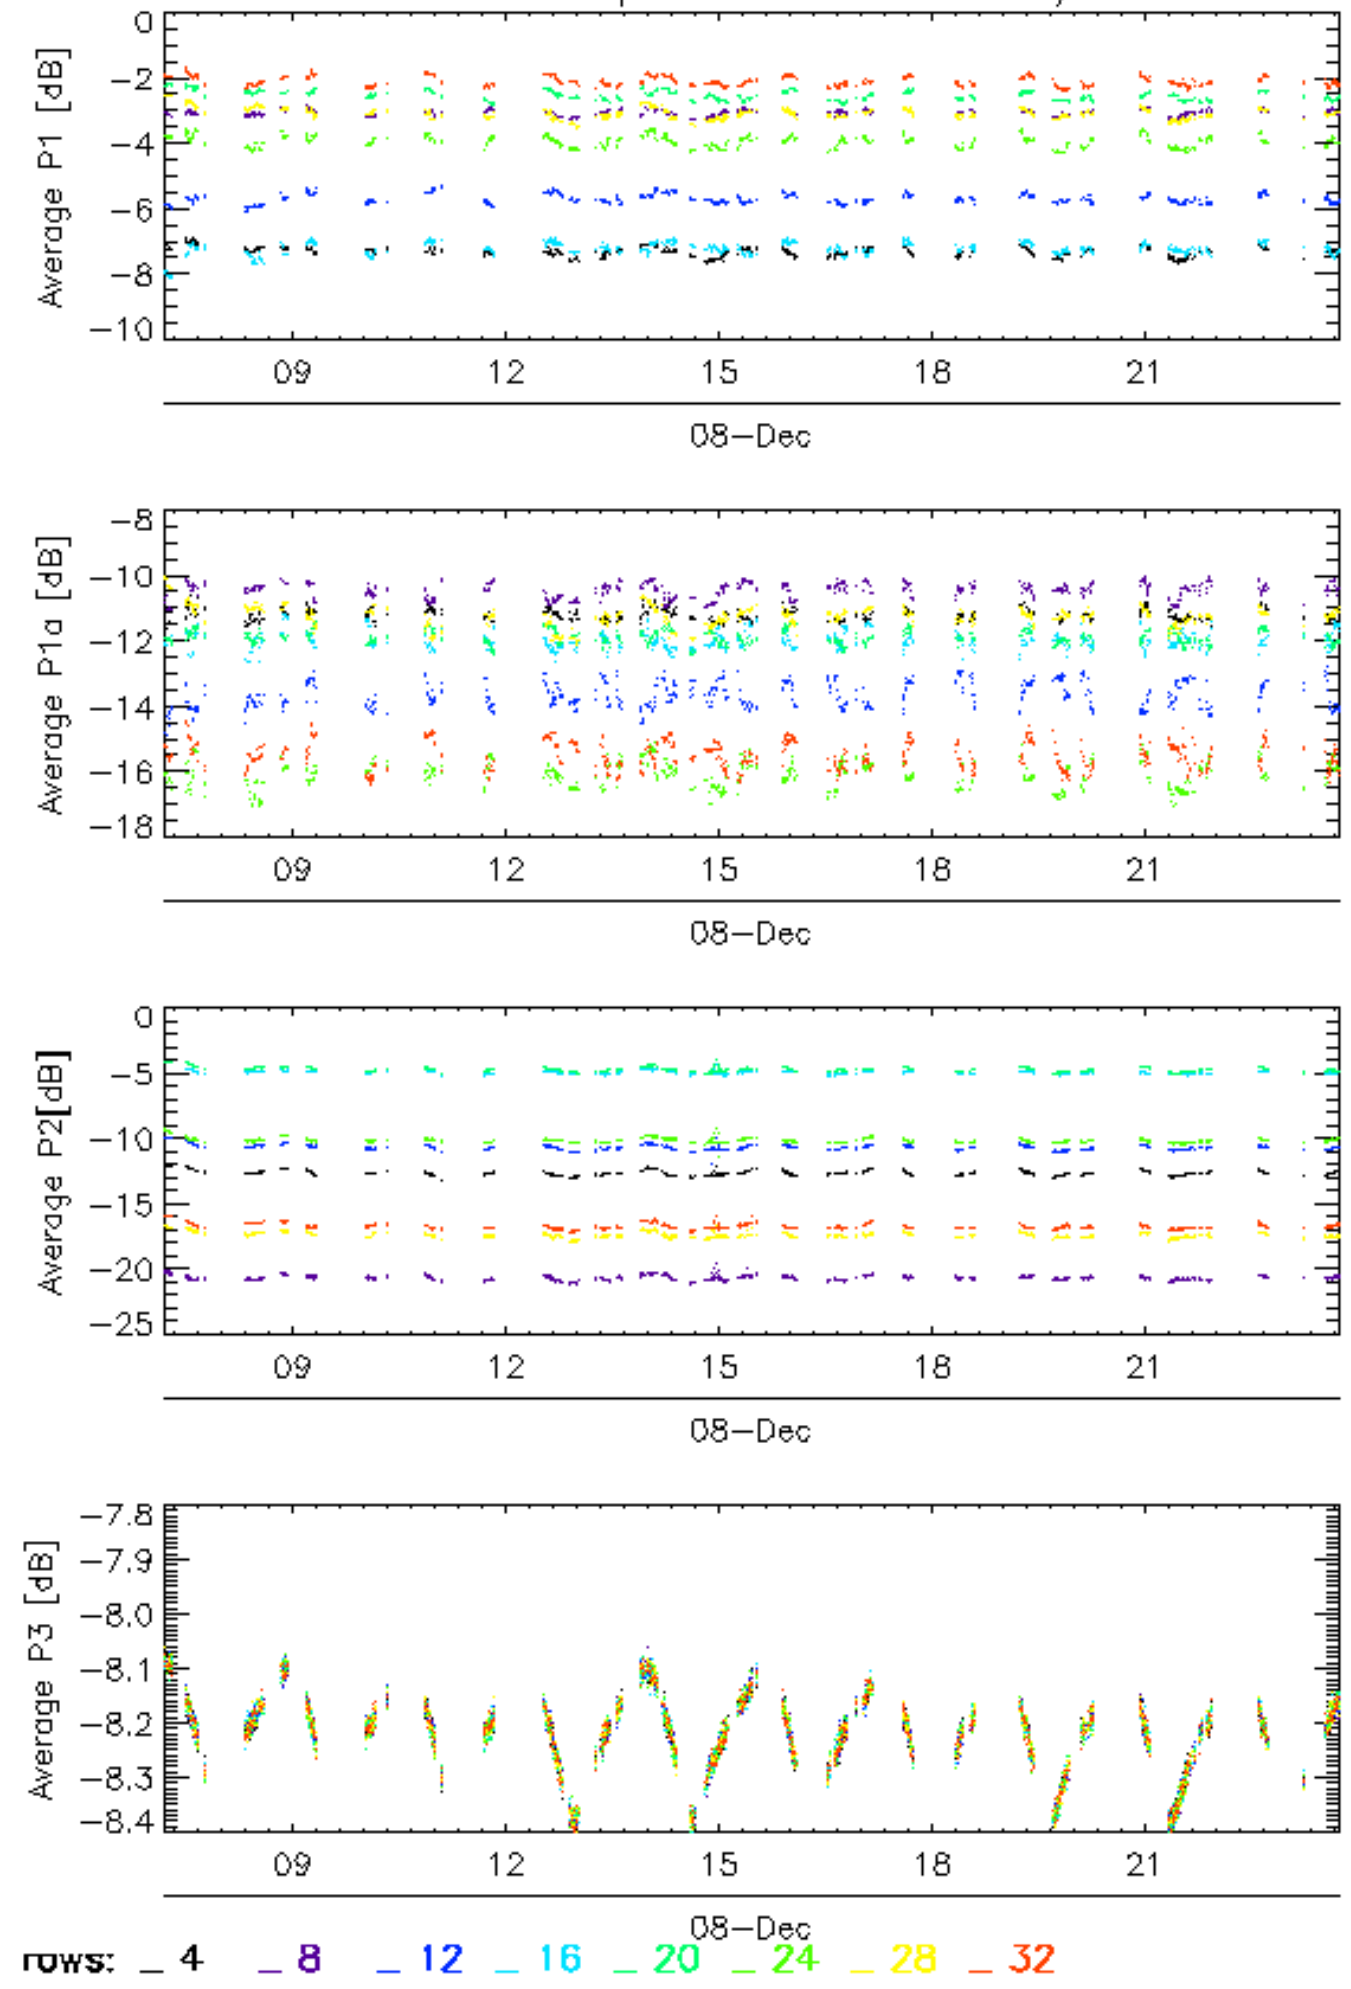 0
−2
−4
−6
−8
−10
Average P1 [dB]
09 12 15 18 21
08−Dec
−8
−10
−12
−14
−16
−18
Average P1a [dB]
09 12 15 18 21
08−Dec
0
−5
−10
−15
−20
−25
Average P2[dB]
09 12 15 18 21
08−Dec
−7.8
−7.9
−8.0
−8.1
−8.2
−8.3
−8.4
Average P3 [dB]
09 12 15 18 21
08−Dec
rows: _ 4 _ 8 _ 12 _ 16 _ 20 _ 24 _ 28 _ 32